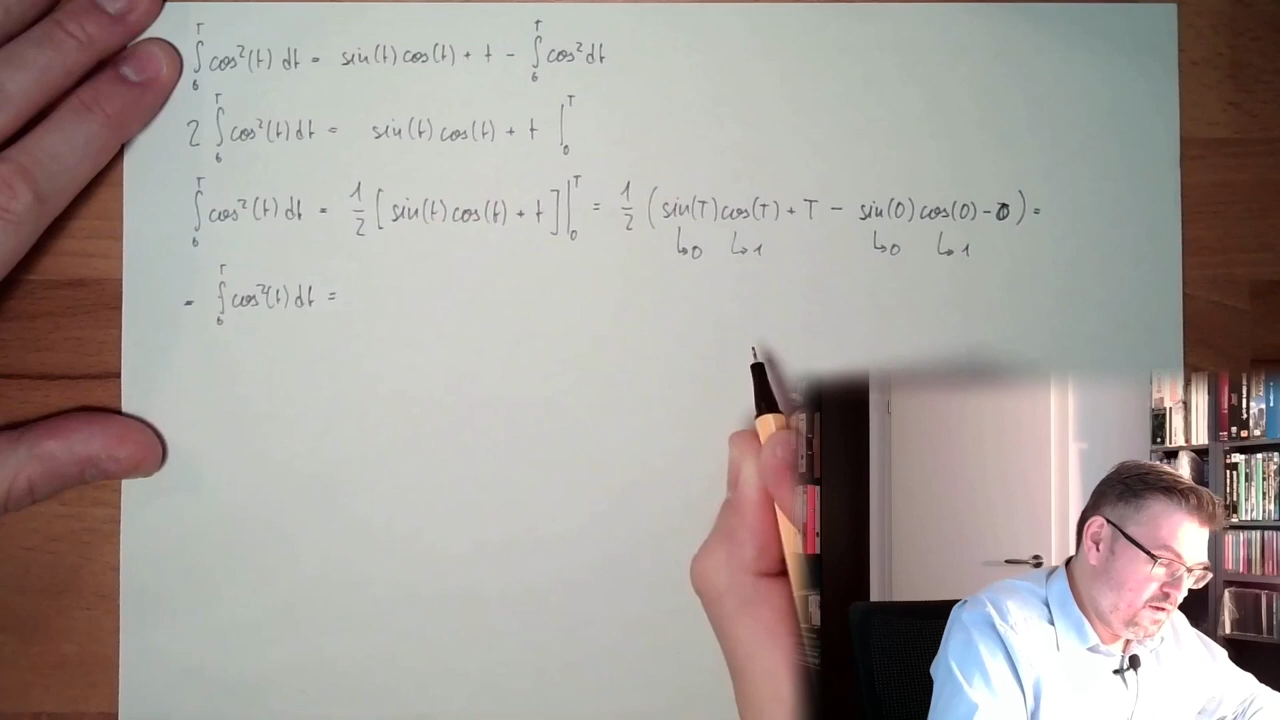 ∫₀ᵀ cos²(t) dt = sin(t) cos(t) + t - ∫₀ᵀ cos² dt
2 ∫₀ᵀ cos²(t) dt = sin(t) cos(t) + t |₀ᵀ
∫₀ᵀ cos²(t) dt = 1/2 [sin(t) cos(t) + t]|₀ᵀ = 1/2 (sin(T) cos(T) + T - sin(0) cos(0) - 0) =
↳0 ↳1 ↳0 ↳1
= ∫₀ᵀ cos²(t) dt =